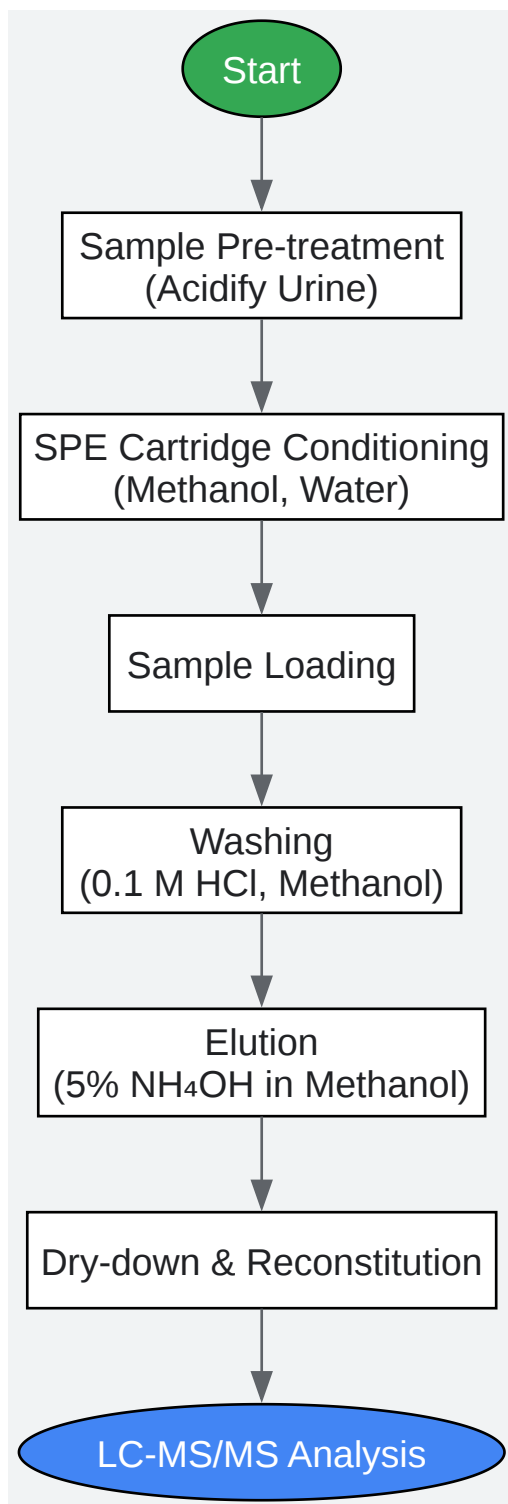 Start
Sample Pre-treatment
(Acidify Urine)
SPE Cartridge Conditioning
(Methanol, Water)
Sample Loading
Washing
(0.1 M HCl, Methanol)
Elution
(5% NH₄OH in Methanol)
Dry-down & Reconstitution
LC-MS/MS Analysis